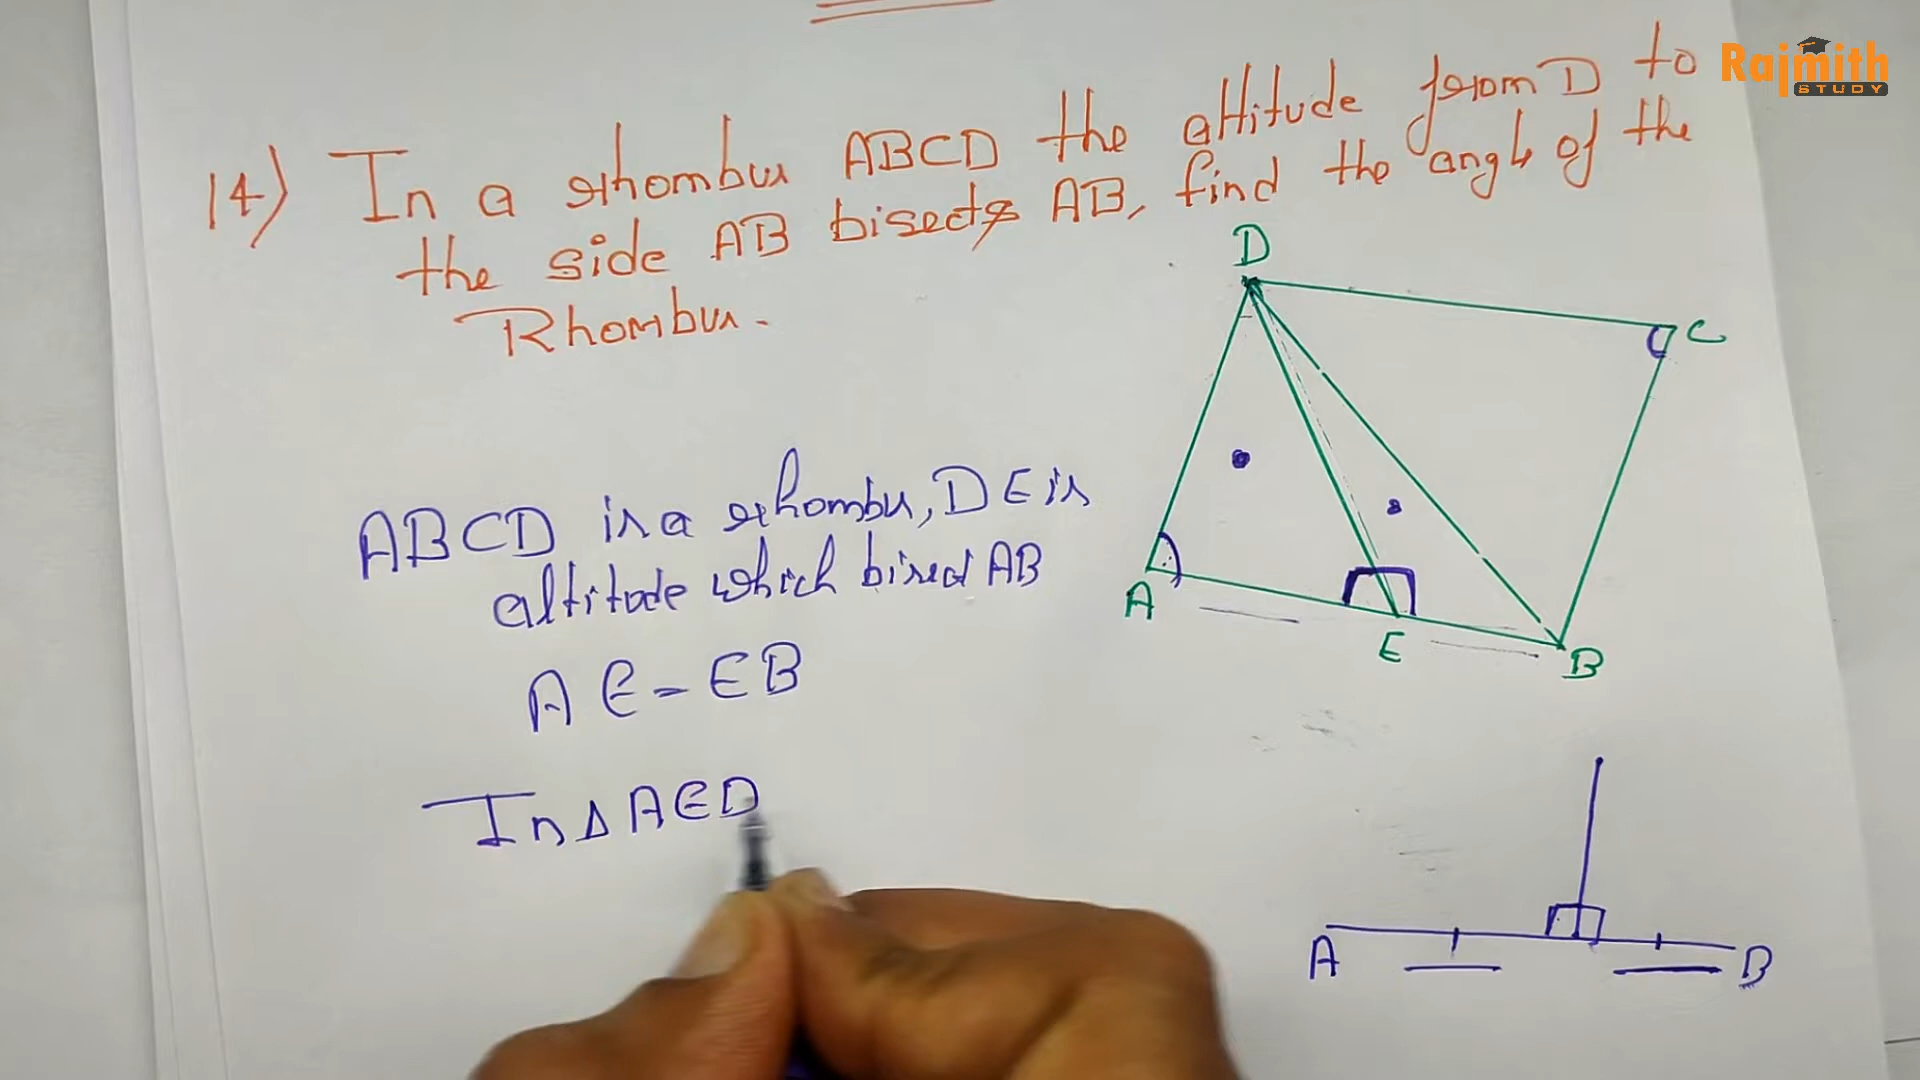 Rajmith
STUDY
14) In a rhombus ABCD the altitude from D to
the side AB bisects AB, find the angle of the
Rhombus.
D
C
A
E
B
ABCD is a rhombus, DE is
altitude which bisect AB
AE = EB
In Δ AED
A
B